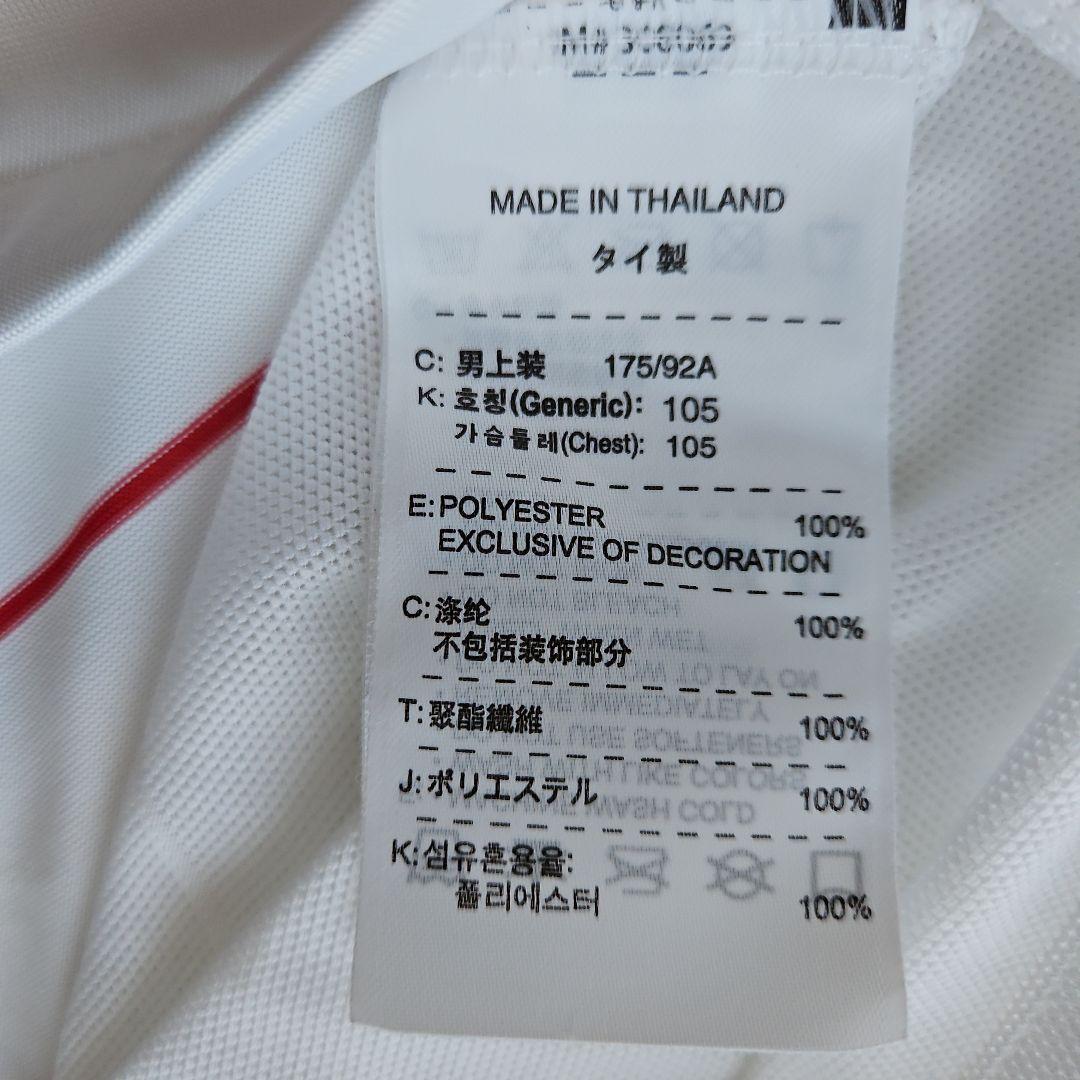 MADE IN THAILAND
タイ製
C: 男上装 175/92A
K: 호칭(Generic): 105
가슴둘레(Chest): 105
E: POLYESTER 100%
EXCLUSIVE OF DECORATION
C: 涤纶 100%
不包括装饰部分
T: 聚酯纖維 100%
J: ポリエステル 100%
K: 섬유혼용율:
폴리에스터 100%